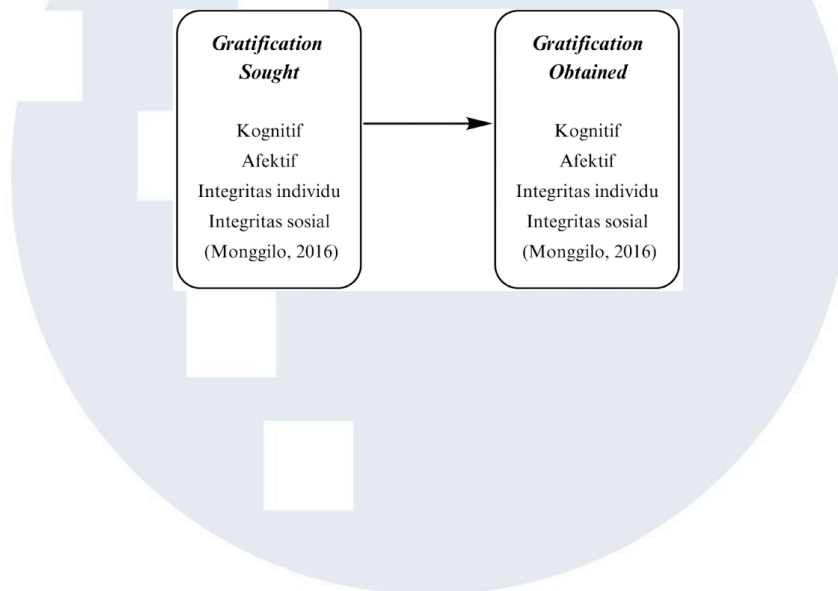 Gratification
Sought
Kognitif
Afektif
Integritas individu
Integritas sosial
(Monggilo, 2016)
Gratification
Obtained
Kognitif
Afektif
Integritas individu
Integritas sosial
(Monggilo, 2016)